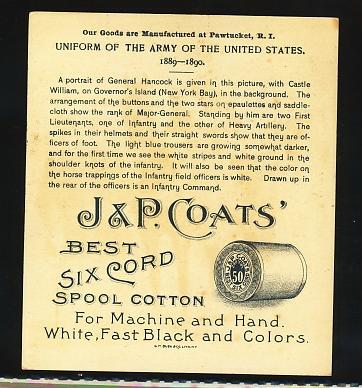 Our Goods are Manufactured at Pawtucket, R. I.
UNIFORM OF THE ARMY OF THE UNITED STATES.
1889—1890.
A portrait of General Hancock is given in this picture, with Castle
William, on Governor's Island (New York Bay), in the background. The
arrangement of the buttons and the two stars on epaulettes and saddle-
cloth show the rank of Major-General. Standing by him are two First
Lieutenants, one of Infantry and the other of Heavy Artillery. The
spikes in their helmets and their straight swords show that they are of-
ficers of foot. The light blue trousers are growing somewhat darker,
and for the first time we see the white stripes and white ground in the
shoulder knots of the infantry. It will also be seen that the color on
the horse trappings of the Infantry field officers is white. Drawn up in
the rear of the officers is an Infantry Command.
J & P. COATS'
BEST
SIX CORD
SPOOL COTTON
50
For Machine and Hand.
White, Fast Black and Colors.